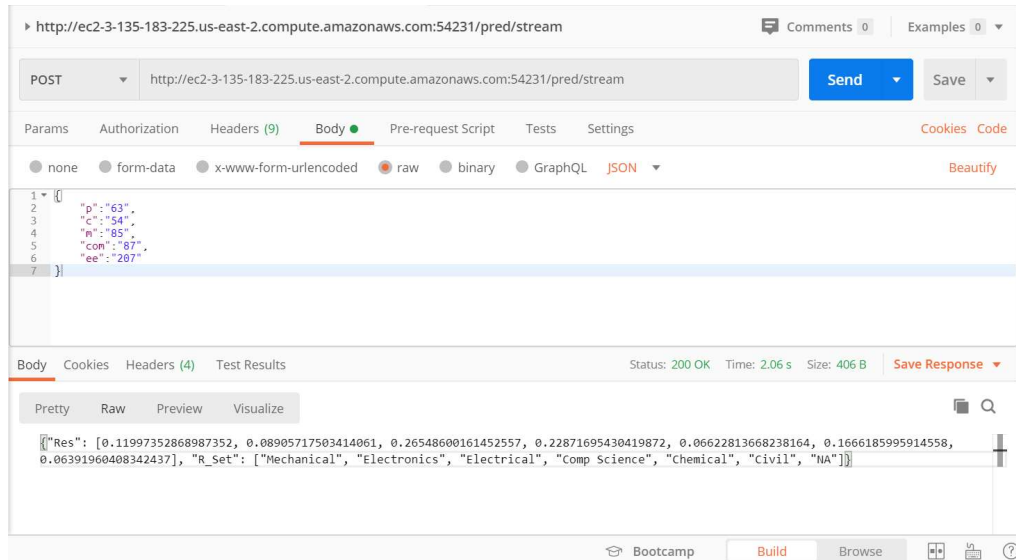 http://ec2-3-135-183-225.us-east-2.compute.amazonaws.com:54231/pred/stream Comments 0 Examples 0
POST http://ec2-3-135-183-225.us-east-2.compute.amazonaws.com:54231/pred/stream Send Save
Params Authorization Headers (9) Body Pre-request Script Tests Settings Cookies Code
none form-data x-www-form-urlencoded raw binary GraphQL JSON Beautify
1 {
2 "p":"63",
3 "c":"54",
4 "m":"85",
5 "com":"87",
6 "ee":"207"
7 }
Body Cookies Headers (4) Test Results Status: 200 OK Time: 2.06 s Size: 406 B Save Response
Pretty Raw Preview Visualize
{"Res": [0.11997352868987352, 0.08905717503414061, 0.26548600161452557, 0.22871695430419872, 0.06622813668238164, 0.1666185995914558,
0.06391960408342437], "R_Set": ["Mechanical", "Electronics", "Electrical", "Comp Science", "Chemical", "Civil", "NA"]}
Bootcamp Build Browse